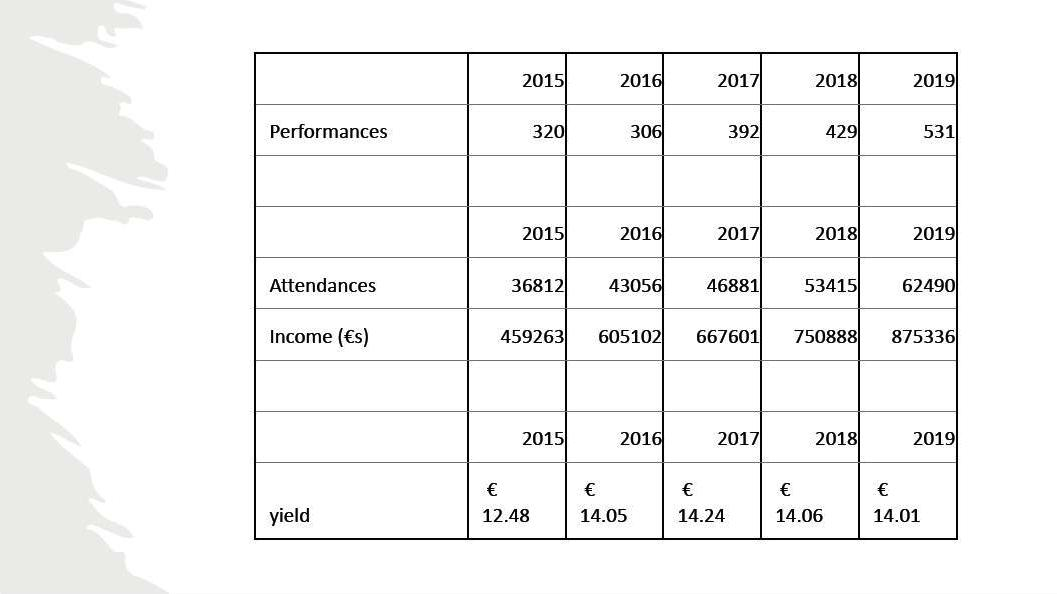 2015 2016 2017 2018 2019
Performances 320 306 392 429 531
2015 2016 2017 2018 2019
Attendances 36812 43056 46881 53415 62490
Income (€s) 459263 605102 667601 750888 875336
2015 2016 2017 2018 2019
€ € € € €
yield 12.48 14.05 14.24 14.06 14.01